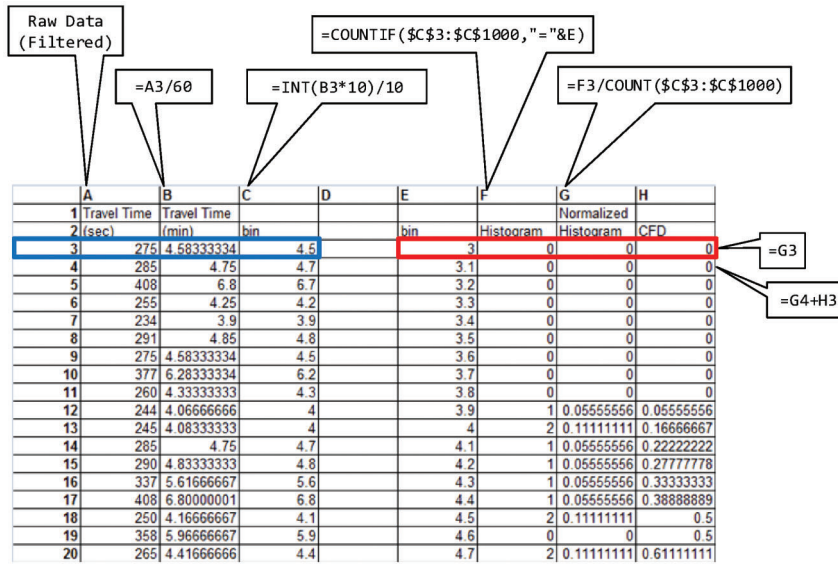 Raw Data
(Filtered)
=COUNTIF($C$3:$C$1000,"="&E)
=A3/60
=INT(B3*10)/10
=F3/COUNT($C$3:$C$1000)
A B C D E F G H
1 Travel Time Travel Time Normalized
2 (sec) (min) bin bin Histogram Histogram CFD
3 275 4.58333334 4.5 3 0 0 0
=G3
4 285 4.75 4.7 3.1 0 0 0
=G4+H3
5 408 6.8 6.7 3.2 0 0 0
6 255 4.25 4.2 3.3 0 0 0
7 234 3.9 3.9 3.4 0 0 0
8 291 4.85 4.8 3.5 0 0 0
9 275 4.58333334 4.5 3.6 0 0 0
10 377 6.28333334 6.2 3.7 0 0 0
11 260 4.33333333 4.3 3.8 0 0 0
12 244 4.06666666 4 3.9 1 0.05555556 0.05555556
13 245 4.08333333 4 4 2 0.11111111 0.16666667
14 285 4.75 4.7 4.1 1 0.05555556 0.22222222
15 290 4.83333333 4.8 4.2 1 0.05555556 0.27777778
16 337 5.61666667 5.6 4.3 1 0.05555556 0.33333333
17 408 6.80000001 6.8 4.4 1 0.05555556 0.38888889
18 250 4.16666667 4.1 4.5 2 0.11111111 0.5
19 358 5.96666667 5.9 4.6 0 0 0.5
20 265 4.41666666 4.4 4.7 2 0.11111111 0.61111111